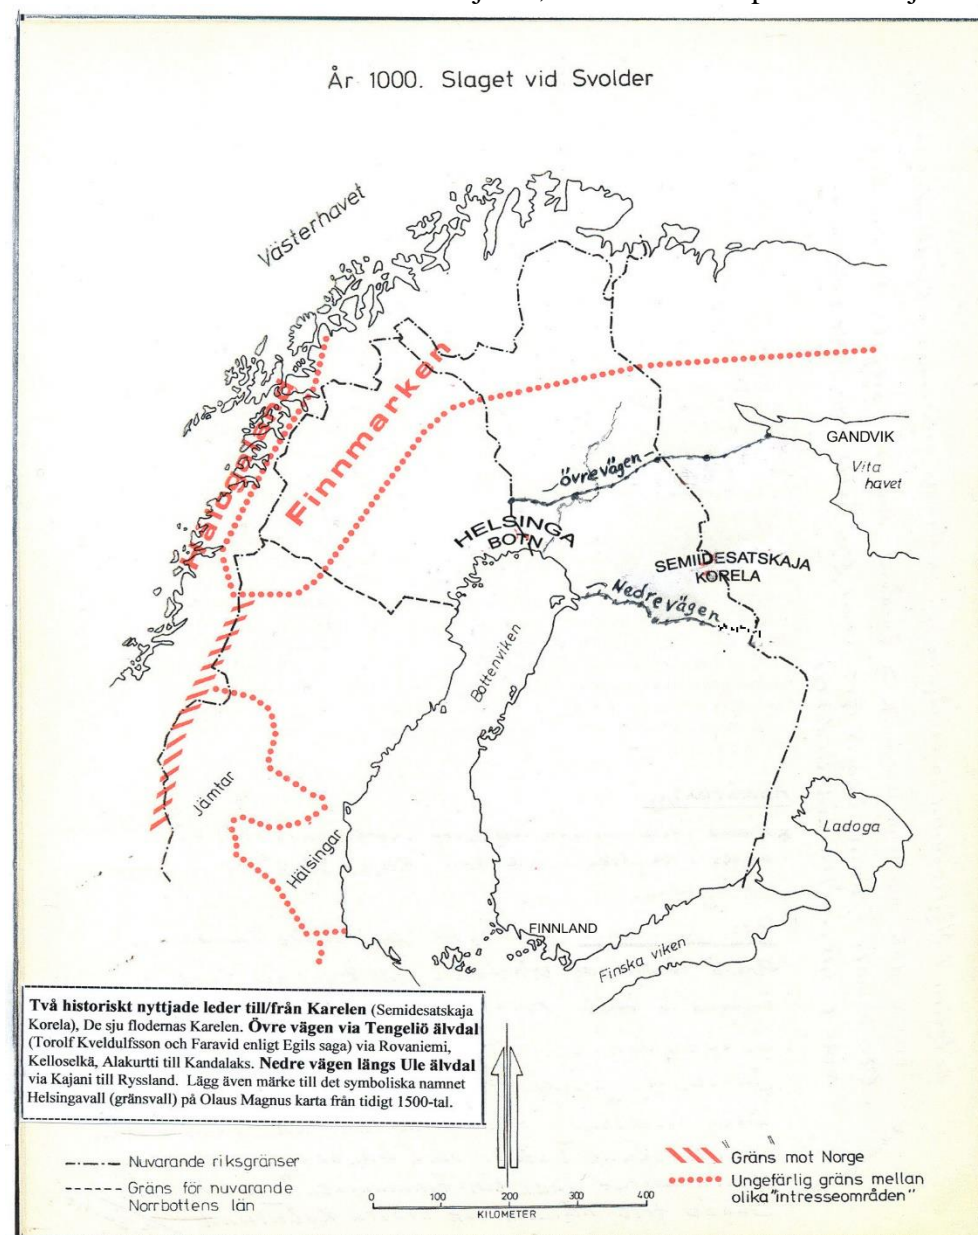 År 1000. Slaget vid Svolder
Västerhavet
Hålogaland
Finnmarken
GANDVIK
Vita
havet
Övre vägen
HELSINGA
BOTN
SEMIIDESATSKAJA
KORELA
Nedre vägen
Bottenviken
Jämtar
Hälsingar
Ladoga
FINNLAND
Finska viken
Två historiskt nyttjade leder till/från Karelen (Semidesatskaja
Korela), De sju flodernas Karelen. Övre vägen via Tengeliö älvdal
(Torolf Kveldulfsson och Faravid enligt Egils saga) via Rovaniemi,
Kelloselkä, Alakurtti till Kandalaks. Nedre vägen längs Ule älvdal
via Kajani till Ryssland. Lägg även märke till det symboliska namnet
Helsingavall (gränsvall) på Olaus Magnus karta från tidigt 1500-tal.
Nuvarande riksgränser
Gräns för nuvarande
Norrbottens län
0 100 200 300 400
KILOMETER
"Gräns" mot Norge
Ungefärlig gräns mellan
olika "intresseområden"